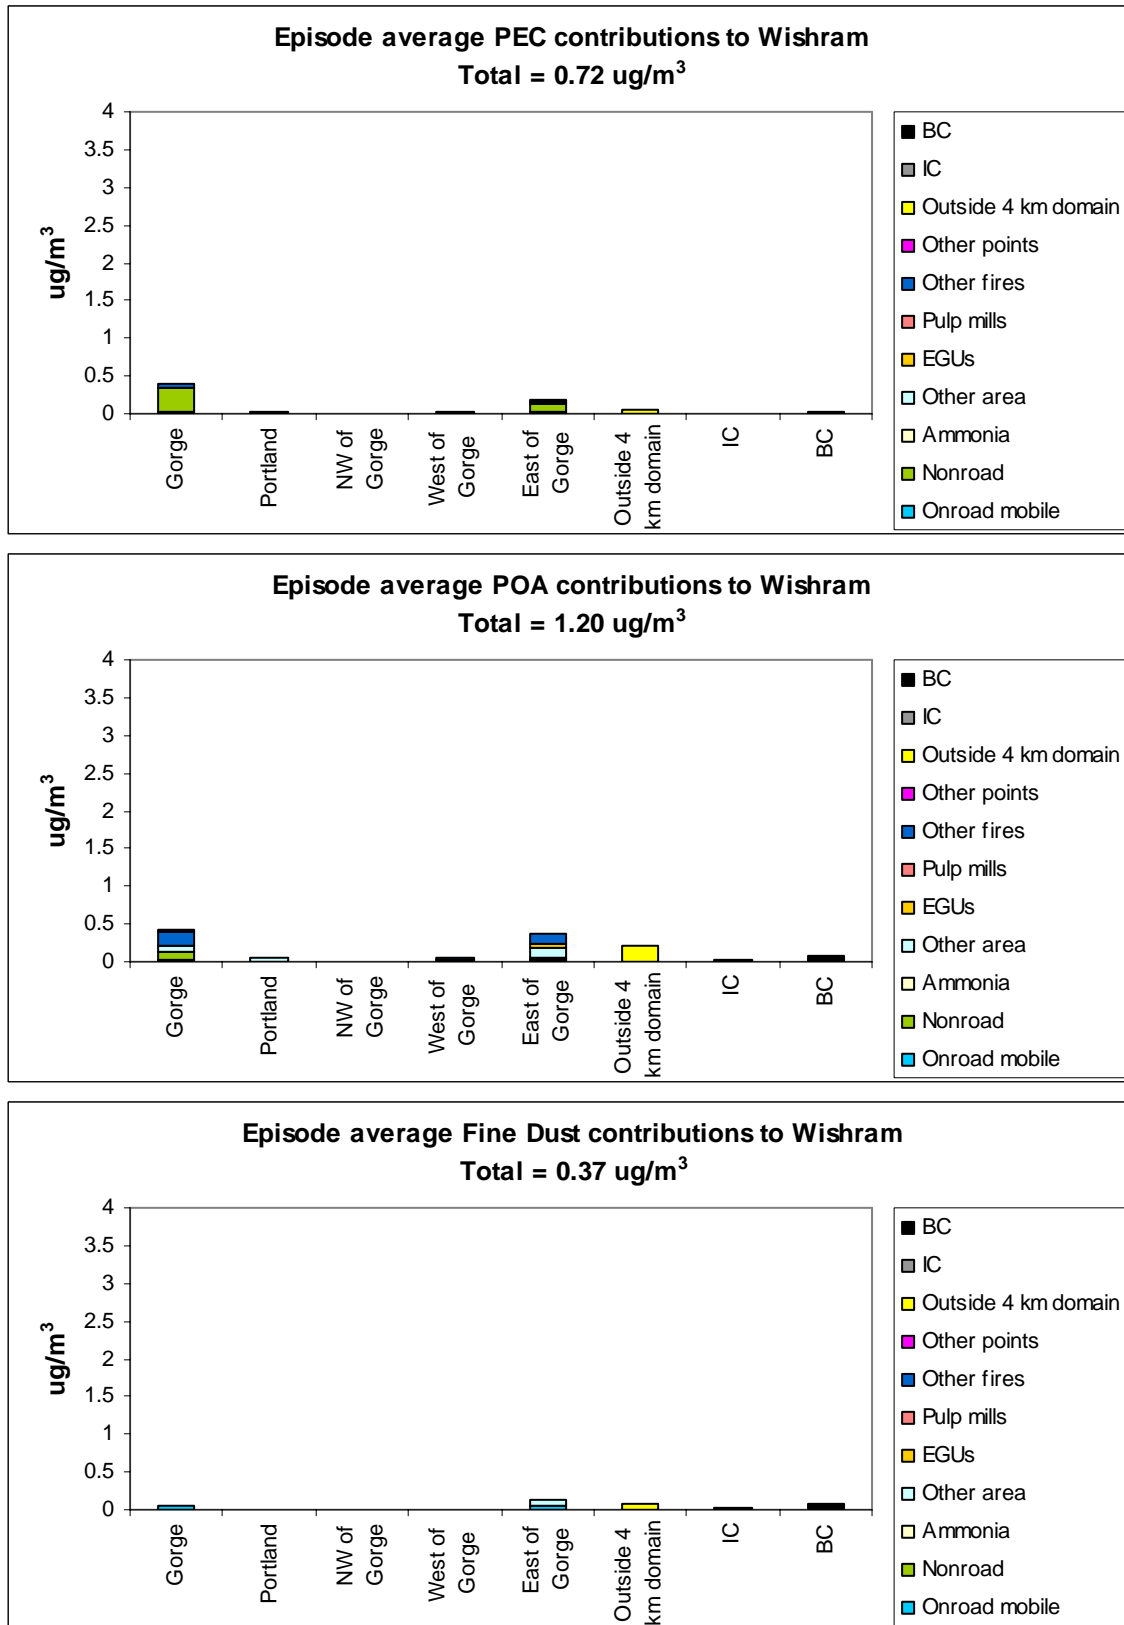 Episode average PEC contributions to Wishram
Total = 0.72 ug/m³
ug/m³
4
3.5
3
2.5
2
1.5
1
0.5
0
Gorge
Portland
NW of
Gorge
West of
Gorge
East of
Gorge
Outside 4
km domain
IC
BC
BC
IC
Outside 4 km domain
Other points
Other fires
Pulp mills
EGUs
Other area
Ammonia
Nonroad
Onroad mobile
Episode average POA contributions to Wishram
Total = 1.20 ug/m³
ug/m³
4
3.5
3
2.5
2
1.5
1
0.5
0
Gorge
Portland
NW of
Gorge
West of
Gorge
East of
Gorge
Outside 4
km domain
IC
BC
BC
IC
Outside 4 km domain
Other points
Other fires
Pulp mills
EGUs
Other area
Ammonia
Nonroad
Onroad mobile
Episode average Fine Dust contributions to Wishram
Total = 0.37 ug/m³
ug/m³
4
3.5
3
2.5
2
1.5
1
0.5
0
Gorge
Portland
NW of
Gorge
West of
Gorge
East of
Gorge
Outside 4
km domain
IC
BC
BC
IC
Outside 4 km domain
Other points
Other fires
Pulp mills
EGUs
Other area
Ammonia
Nonroad
Onroad mobile